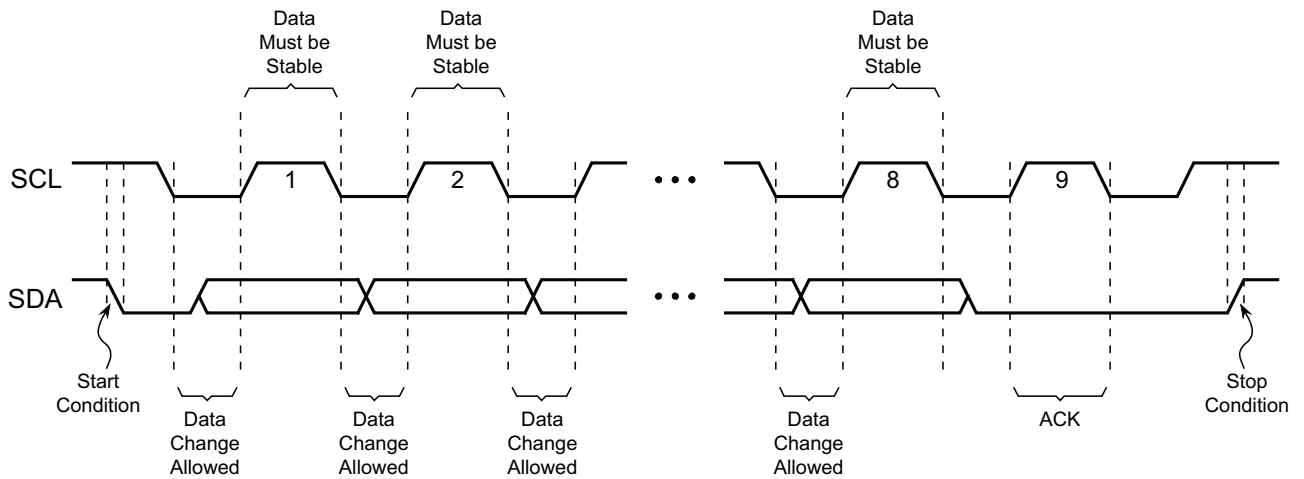 Data
Must be
Stable
Data
Must be
Stable
Data
Must be
Stable
SCL
1
2
8
9
SDA
Start
Condition
Data
Change
Allowed
Data
Change
Allowed
Data
Change
Allowed
Data
Change
Allowed
ACK
Stop
Condition